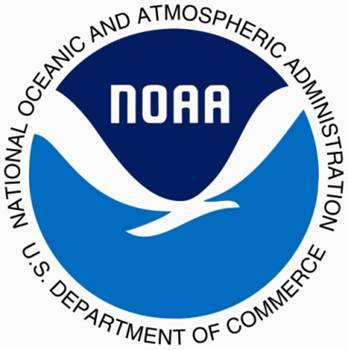 NATIONAL OCEANIC AND ATMOSPHERIC ADMINISTRATION
NOAA
U.S. DEPARTMENT OF COMMERCE